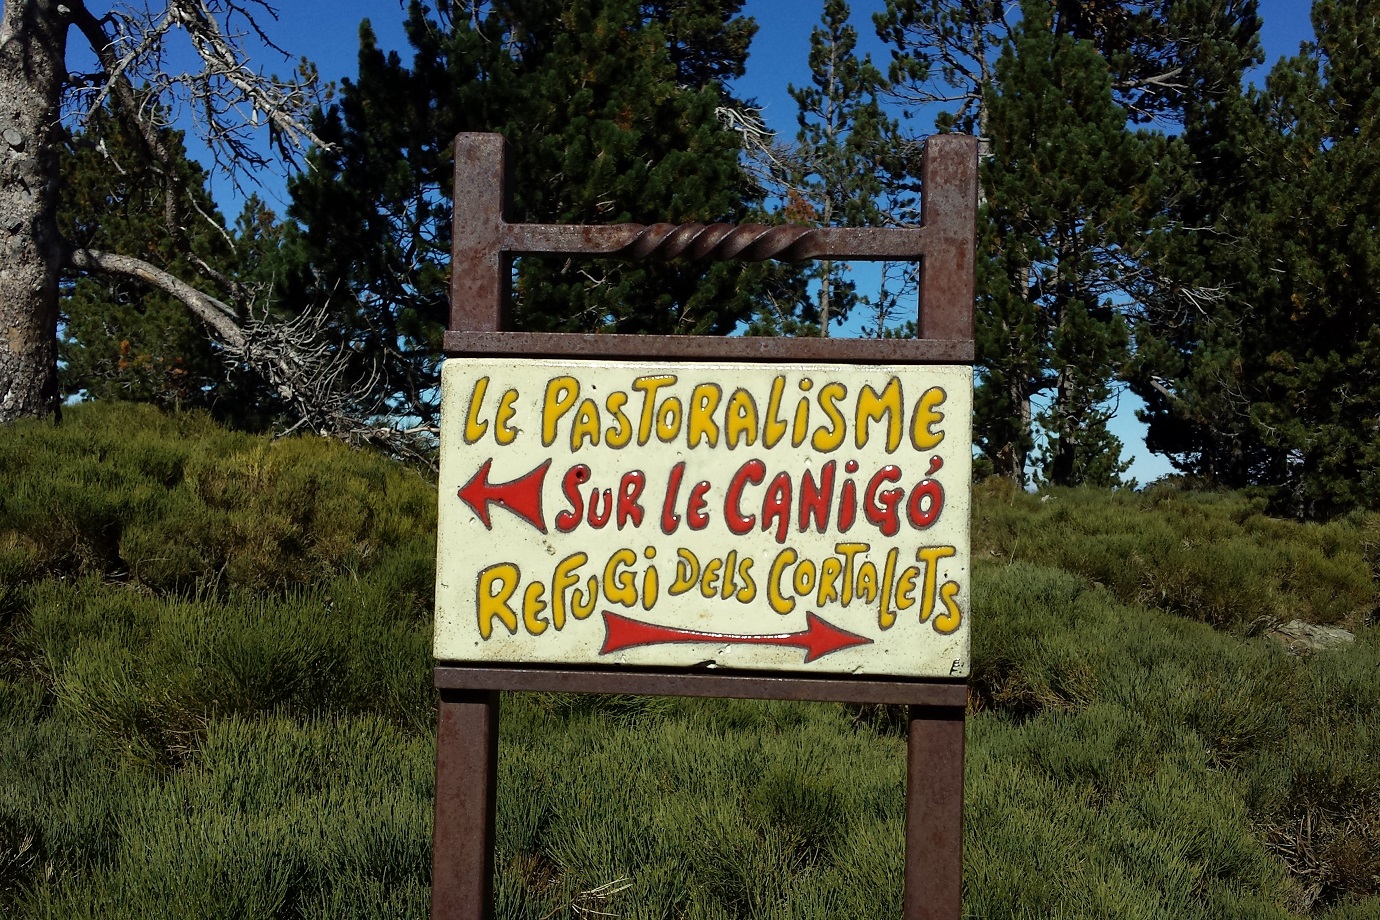 LE PASTORALiSME
SUR LE CANiGÓ
REFUGi DELS CORTALETS